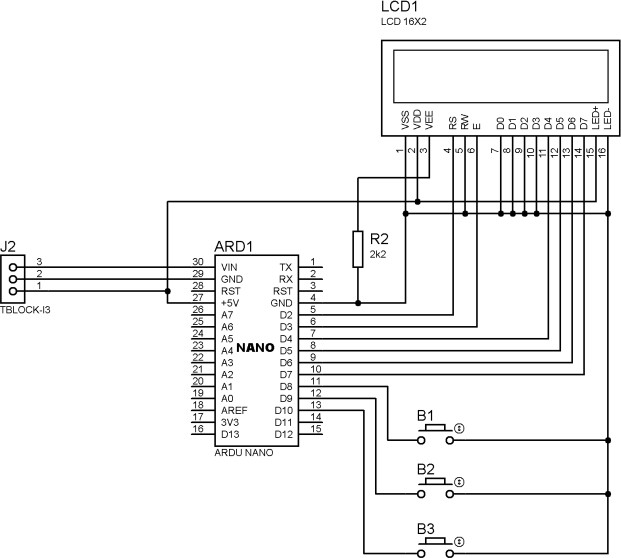 LCD1
LCD 16X2
VSS VDD VEE RS RW E D0 D1 D2 D3 D4 D5 D6 D7 LED+ LED-
1 2 3 4 5 6 7 8 9 10 11 12 13 14 15 16
R2
2k2
J2
3
2
1
TBLOCK-I3
ARD1
30 VIN TX 1
29 GND RX 2
28 RST RST 3
27 +5V GND 4
26 A7 D2 5
25 A6 D3 6
24 A5 D4 7
23 A4 NANO D5 8
22 A3 D6 9
21 A2 D7 10
20 A1 D8 11
19 A0 D9 12
18 AREF D10 13
17 3V3 D11 14
16 D13 D12 15
ARDU NANO
B1
B2
B3